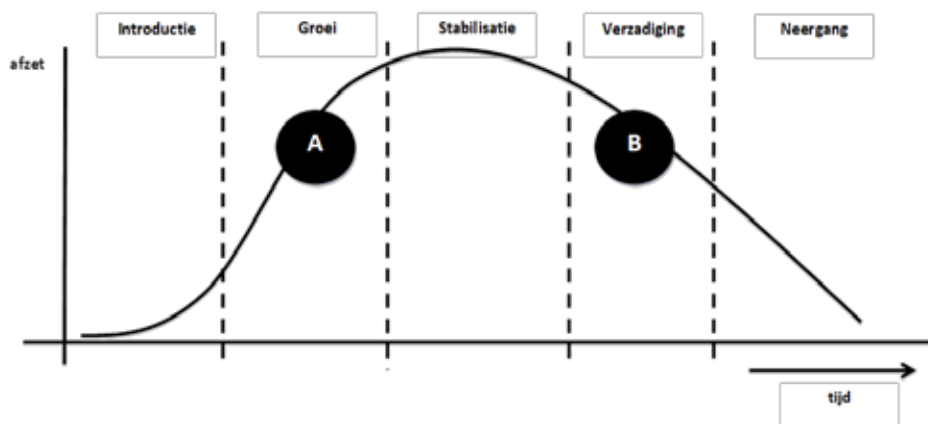 Introductie
Groei
Stabilisatie
Verzadiging
Neergang
afzet
A
B
tijd